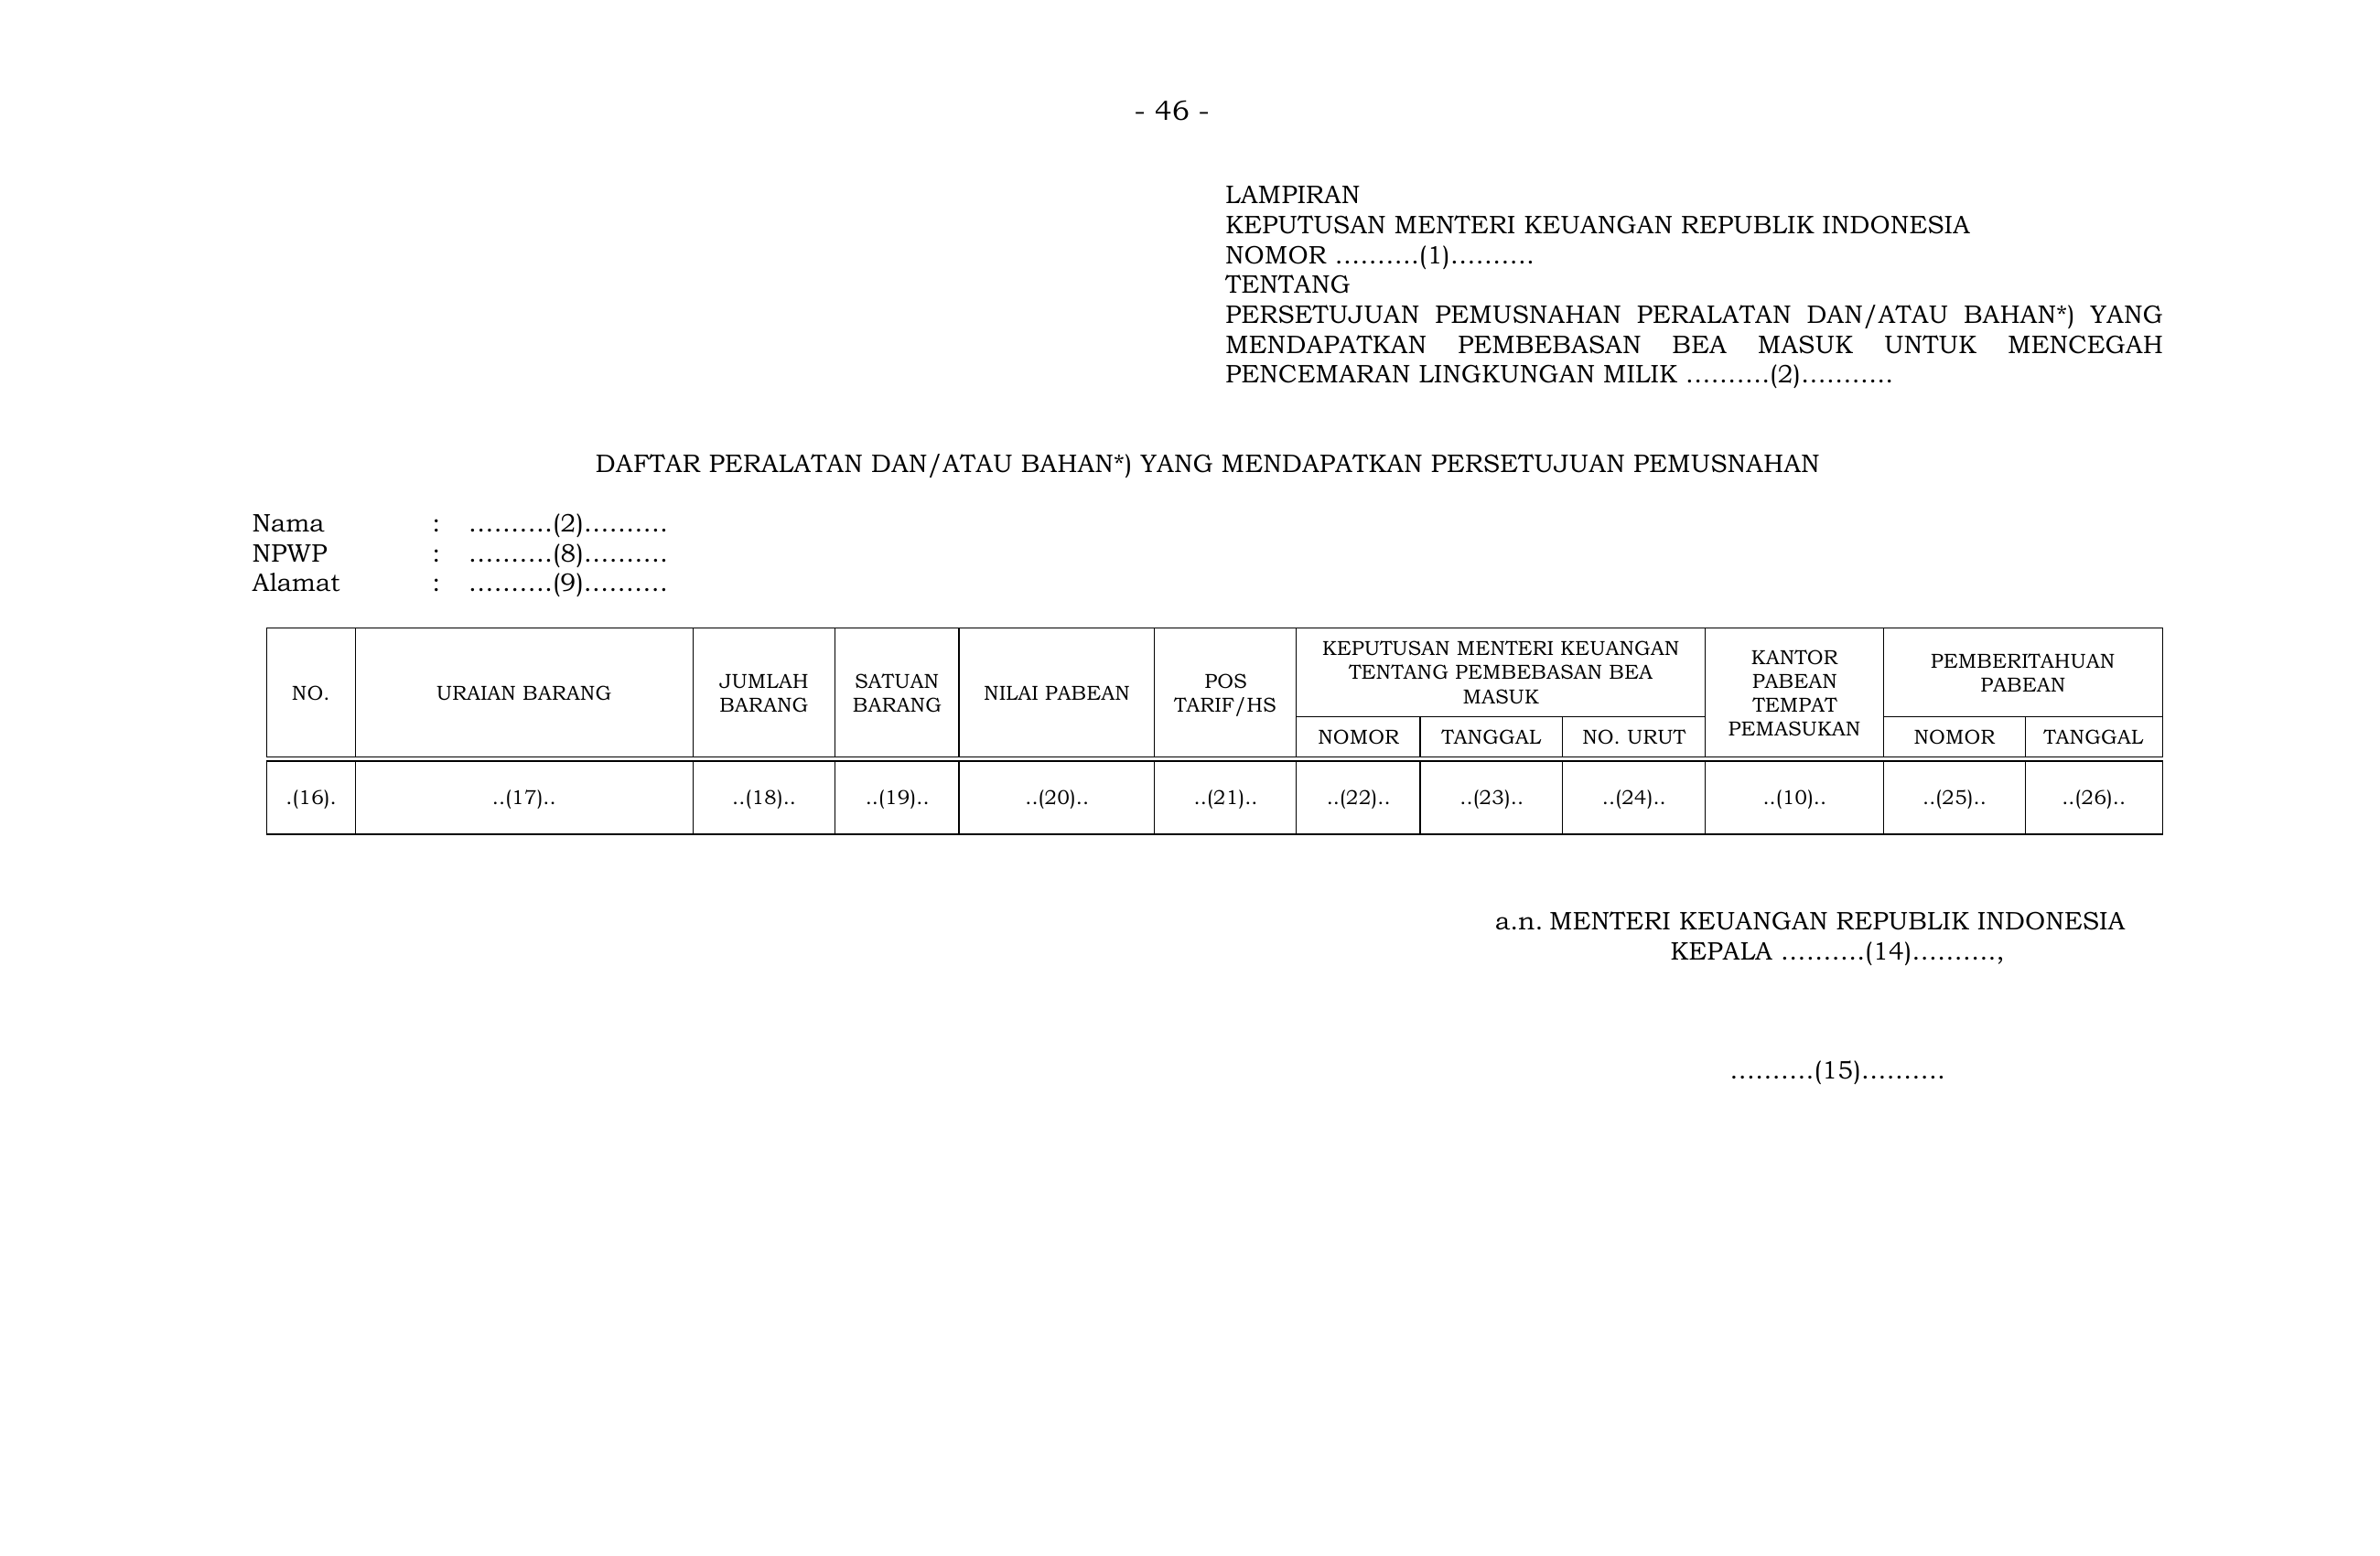 - 46 -
LAMPIRAN
KEPUTUSAN MENTERI KEUANGAN REPUBLIK INDONESIA
NOMOR ..........(1)..........
TENTANG
PERSETUJUAN PEMUSNAHAN PERALATAN DAN/ATAU BAHAN*) YANG
MENDAPATKAN PEMBEBASAN BEA MASUK UNTUK MENCEGAH
PENCEMARAN LINGKUNGAN MILIK ..........(2)...........
DAFTAR PERALATAN DAN/ATAU BAHAN*) YANG MENDAPATKAN PERSETUJUAN PEMUSNAHAN
Nama : ..........(2)..........
NPWP : ..........(8)..........
Alamat : ..........(9)..........
NO.
URAIAN BARANG
JUMLAH
BARANG
SATUAN
BARANG
NILAI PABEAN
POS
TARIF/HS
KEPUTUSAN MENTERI KEUANGAN
TENTANG PEMBEBASAN BEA
MASUK
NOMOR TANGGAL NO. URUT
KANTOR
PABEAN
TEMPAT
PEMASUKAN
PEMBERITAHUAN
PABEAN
NOMOR TANGGAL
.(16). ..(17).. ..(18).. ..(19).. ..(20).. ..(21).. ..(22).. ..(23).. ..(24).. ..(10).. ..(25).. ..(26)..
a.n. MENTERI KEUANGAN REPUBLIK INDONESIA
KEPALA ..........(14)..........,
..........(15)..........